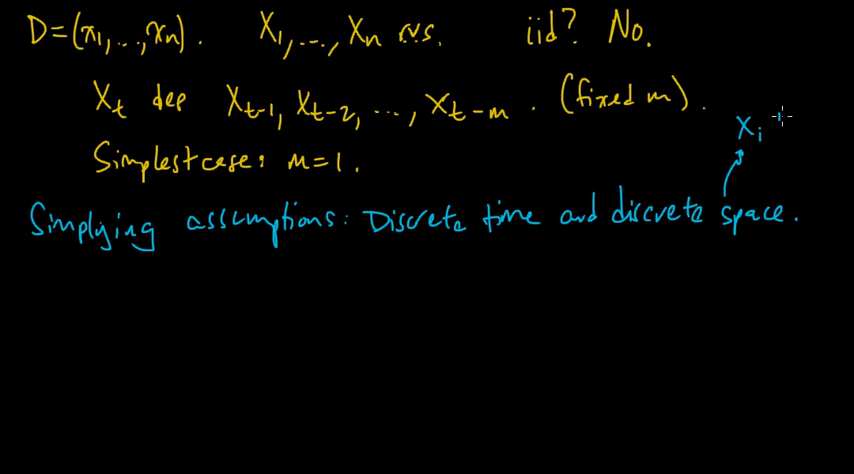 D=(x₁,...,xₙ). X₁,...,Xₙ rvs. iid? No.
Xₜ dep Xₜ₋₁, Xₜ₋₂, ..., Xₜ₋ₘ. (fixed m).
Xᵢ
Simplest case: m=1.
Simplying assumptions: Discrete time and discrete space.